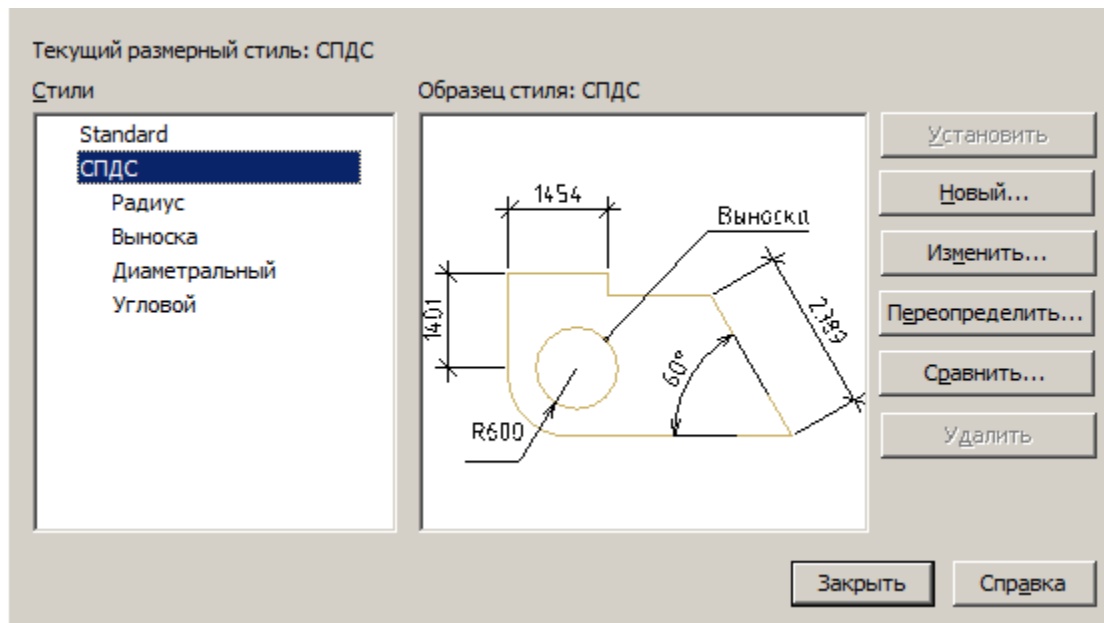 Текущий размерный стиль: СПДС
Стили
Образец стиля: СПДС
Standard
СПДС
Радиус
Выноска
Диаметральный
Угловой
1454
Выноска
1401
2389
60°
R600
Установить
Новый...
Изменить...
Переопределить...
Сравнить...
Удалить
Закрыть
Справка